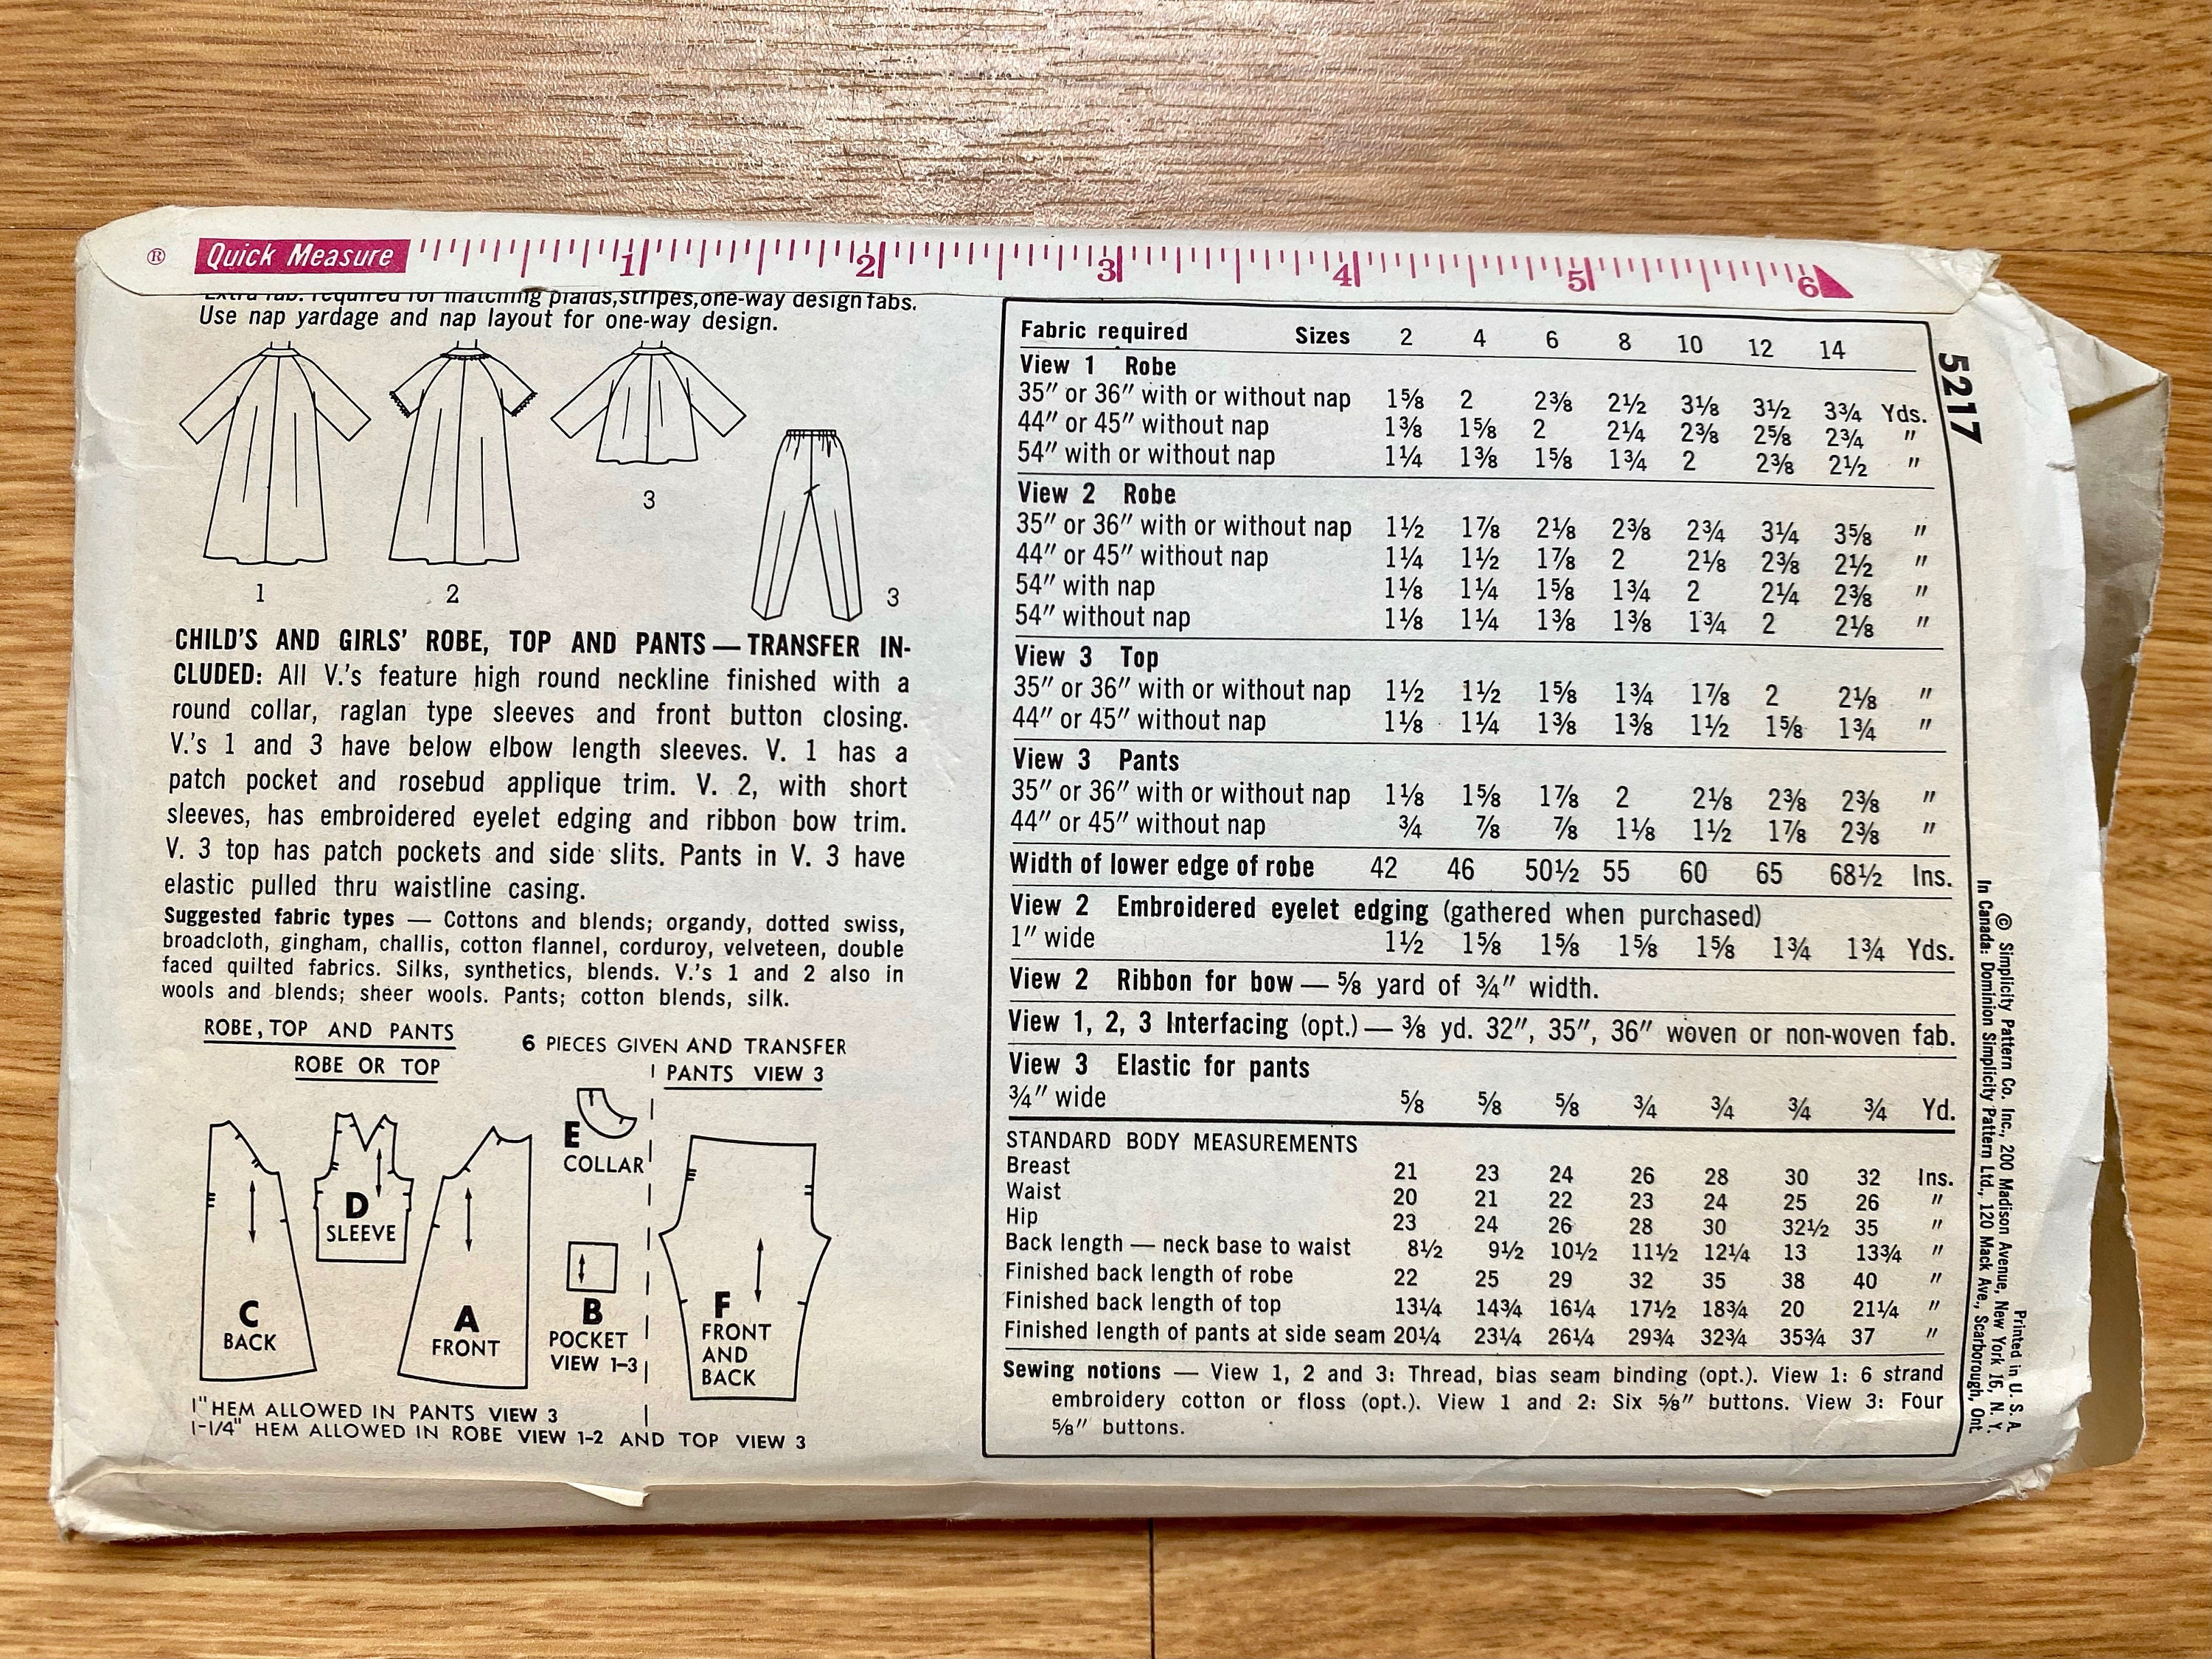 ® Quick Measure 1 2 3 4 5 6
Extra fab. required for matching plaids,stripes,one-way design fabs.
Use nap yardage and nap layout for one-way design.
1
2
3
3
CHILD'S AND GIRLS' ROBE, TOP AND PANTS — TRANSFER IN-
CLUDED: All V.'s feature high round neckline finished with a
round collar, raglan type sleeves and front button closing.
V.'s 1 and 3 have below elbow length sleeves. V. 1 has a
patch pocket and rosebud applique trim. V. 2, with short
sleeves, has embroidered eyelet edging and ribbon bow trim.
V. 3 top has patch pockets and side slits. Pants in V. 3 have
elastic pulled thru waistline casing.
Suggested fabric types — Cottons and blends; organdy, dotted swiss,
broadcloth, gingham, challis, cotton flannel, corduroy, velveteen, double
faced quilted fabrics. Silks, synthetics, blends. V.'s 1 and 2 also in
wools and blends; sheer wools. Pants; cotton blends, silk.
ROBE, TOP AND PANTS
6 PIECES GIVEN AND TRANSFER
ROBE OR TOP
PANTS VIEW 3
E
COLLAR
D
SLEEVE
C
BACK
A
FRONT
B
POCKET
VIEW 1-3
F
FRONT
AND
BACK
1" HEM ALLOWED IN PANTS VIEW 3
1-1/4" HEM ALLOWED IN ROBE VIEW 1-2 AND TOP VIEW 3
Fabric required Sizes 2 4 6 8 10 12 14
View 1 Robe
35" or 36" with or without nap 1⅝ 2 2⅜ 2½ 3⅛ 3½ 3¾ Yds.
44" or 45" without nap 1⅜ 1⅝ 2 2¼ 2⅜ 2⅝ 2¾ "
54" with or without nap 1¼ 1⅜ 1⅝ 1¾ 2 2⅜ 2½ "
View 2 Robe
35" or 36" with or without nap 1½ 1⅞ 2⅛ 2⅜ 2¾ 3¼ 3⅝ "
44" or 45" without nap 1¼ 1½ 1⅞ 2 2⅛ 2⅜ 2½ "
54" with nap 1⅛ 1¼ 1⅝ 1¾ 2 2¼ 2⅜ "
54" without nap 1⅛ 1¼ 1⅜ 1⅜ 1¾ 2 2⅛ "
View 3 Top
35" or 36" with or without nap 1½ 1½ 1⅝ 1¾ 1⅞ 2 2⅛ "
44" or 45" without nap 1⅛ 1¼ 1⅜ 1⅜ 1½ 1⅝ 1¾ "
View 3 Pants
35" or 36" with or without nap 1⅛ 1⅝ 1⅞ 2 2⅛ 2⅜ 2⅜ "
44" or 45" without nap ¾ ⅞ ⅞ 1⅛ 1½ 1⅞ 2⅜ "
Width of lower edge of robe 42 46 50½ 55 60 65 68½ Ins.
View 2 Embroidered eyelet edging (gathered when purchased)
1" wide 1½ 1⅝ 1⅝ 1⅝ 1⅝ 1¾ 1¾ Yds.
View 2 Ribbon for bow — ⅝ yard of ¾" width.
View 1, 2, 3 Interfacing (opt.) — ⅜ yd. 32", 35", 36" woven or non-woven fab.
View 3 Elastic for pants
¾" wide ⅝ ⅝ ⅝ ¾ ¾ ¾ ¾ Yd.
STANDARD BODY MEASUREMENTS
Breast 21 23 24 26 28 30 32 Ins.
Waist 20 21 22 23 24 25 26 "
Hip 23 24 26 28 30 32½ 35 "
Back length — neck base to waist 8½ 9½ 10½ 11½ 12¼ 13 13¾ "
Finished back length of robe 22 25 29 32 35 38 40 "
Finished back length of top 13¼ 14¾ 16¼ 17½ 18¾ 20 21¼ "
Finished length of pants at side seam 20¼ 23¼ 26¼ 29¾ 32¾ 35¾ 37 "
Sewing notions — View 1, 2 and 3: Thread, bias seam binding (opt.). View 1: 6 strand
embroidery cotton or floss (opt.). View 1 and 2: Six ⅝" buttons. View 3: Four
⅝" buttons.
5217
Printed in U. S. A.
© Simplicity Pattern Co. Inc., 200 Madison Avenue, New York 16, N. Y.
In Canada: Dominion Simplicity Pattern Ltd., 120 Mack Ave., Scarborough, Ont.